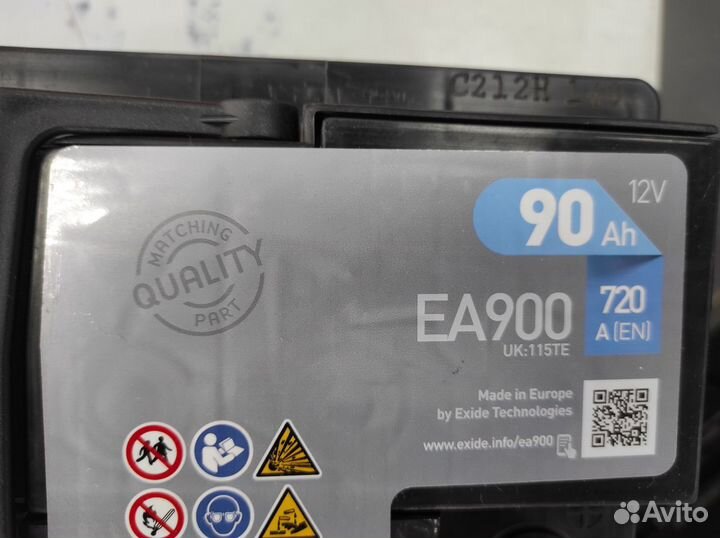 C212H
MATCHING
QUALITY
PART
12V
90 Ah
EA900
UK:115TE
720
A (EN)
Made in Europe
by Exide Technologies
www.exide.info/ea900
Avito